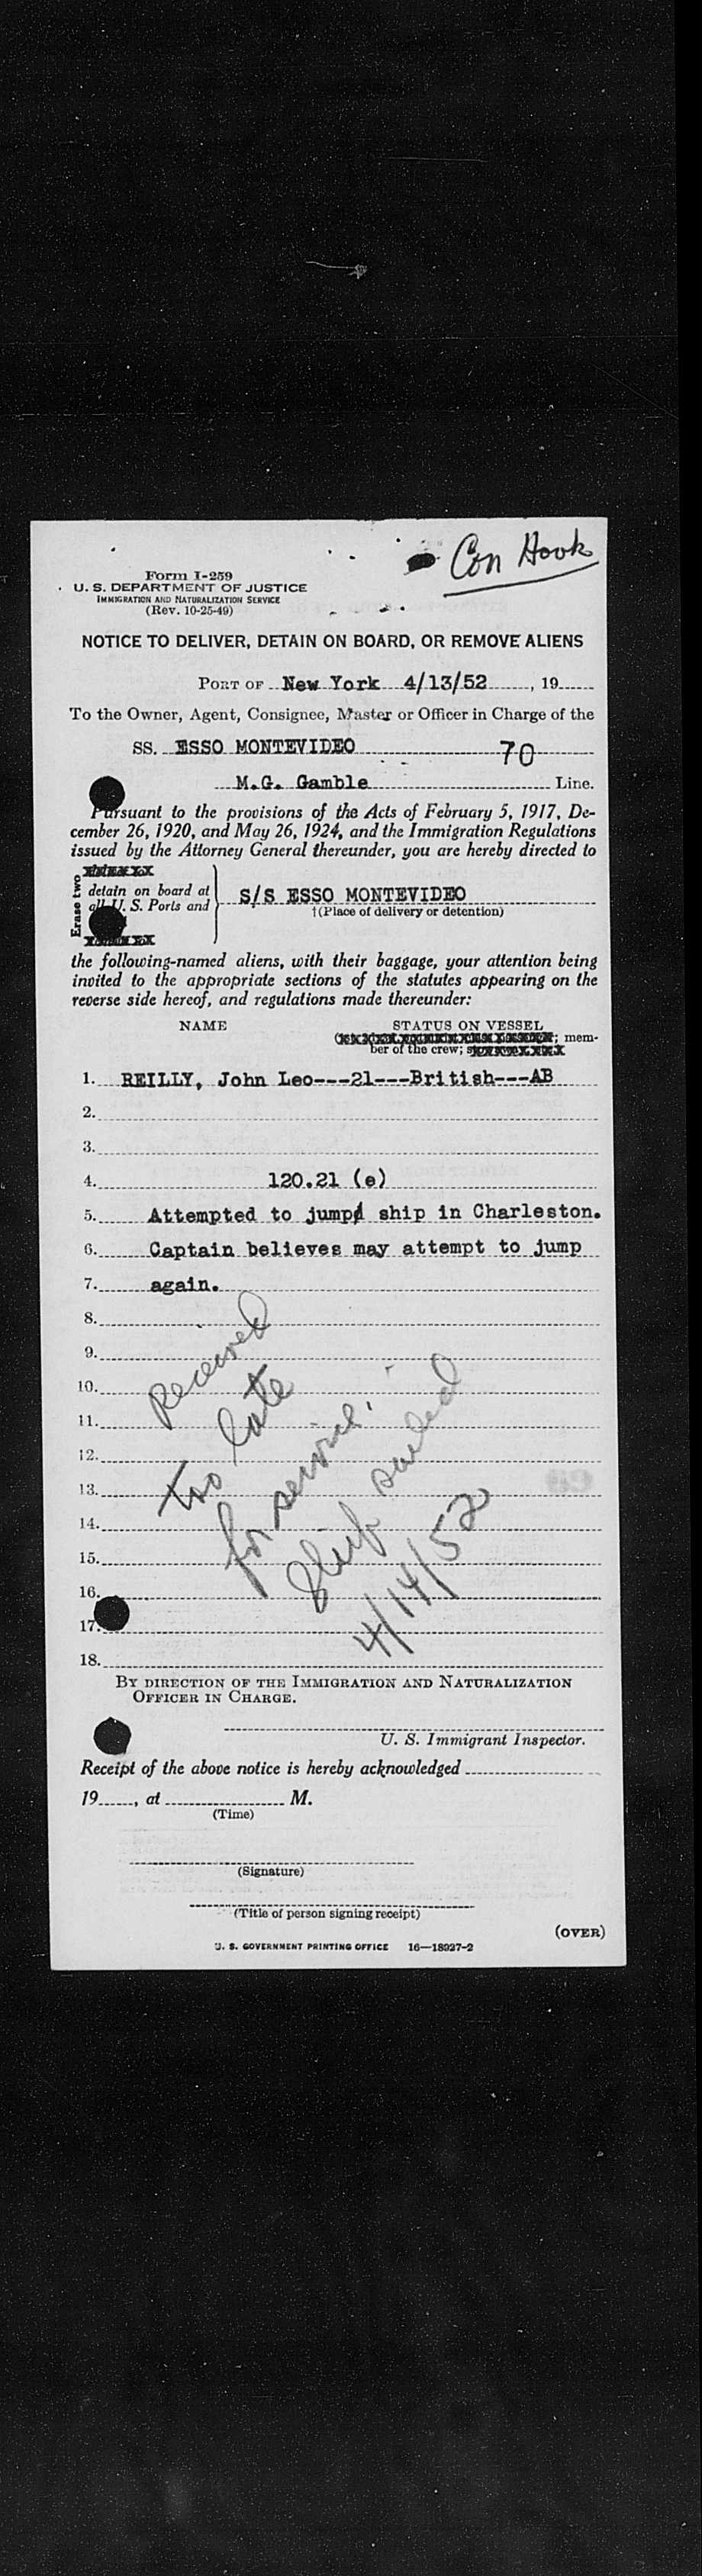 Con Hook
Form I-259
U. S. DEPARTMENT OF JUSTICE
IMMIGRATION AND NATURALIZATION SERVICE
(Rev. 10-25-49)
NOTICE TO DELIVER, DETAIN ON BOARD, OR REMOVE ALIENS
PORT OF New York 4/13/52, 19
To the Owner, Agent, Consignee, Master or Officer in Charge of the
SS. ESSO MONTEVIDEO 70
M.G. Gamble Line.
Pursuant to the provisions of the Acts of February 5, 1917, De-
cember 26, 1920, and May 26, 1924, and the Immigration Regulations
issued by the Attorney General thereunder, you are hereby directed to
Erase two
detain on board at
all U. S. Ports and
S/S ESSO MONTEVIDEO
†(Place of delivery or detention)
the following-named aliens, with their baggage, your attention being
invited to the appropriate sections of the statutes appearing on the
reverse side hereof, and regulations made thereunder:
NAME STATUS ON VESSEL
; mem-
ber of the crew;
1. REILLY, John Leo---21---British---AB
2.
3.
4. 120.21 (e)
5. Attempted to jump ship in Charleston.
6. Captain believes may attempt to jump
7. again.
8.
9.
10.
11.
12.
13.
14.
15.
16.
17.
18.
Received
too late
for service.
Ship sailed
4/14/52
BY DIRECTION OF THE IMMIGRATION AND NATURALIZATION
OFFICER IN CHARGE.
U. S. Immigrant Inspector.
Receipt of the above notice is hereby acknowledged
19, at M.
(Time)
(Signature)
(Title of person signing receipt)
(OVER)
U. S. GOVERNMENT PRINTING OFFICE 16—18927-2